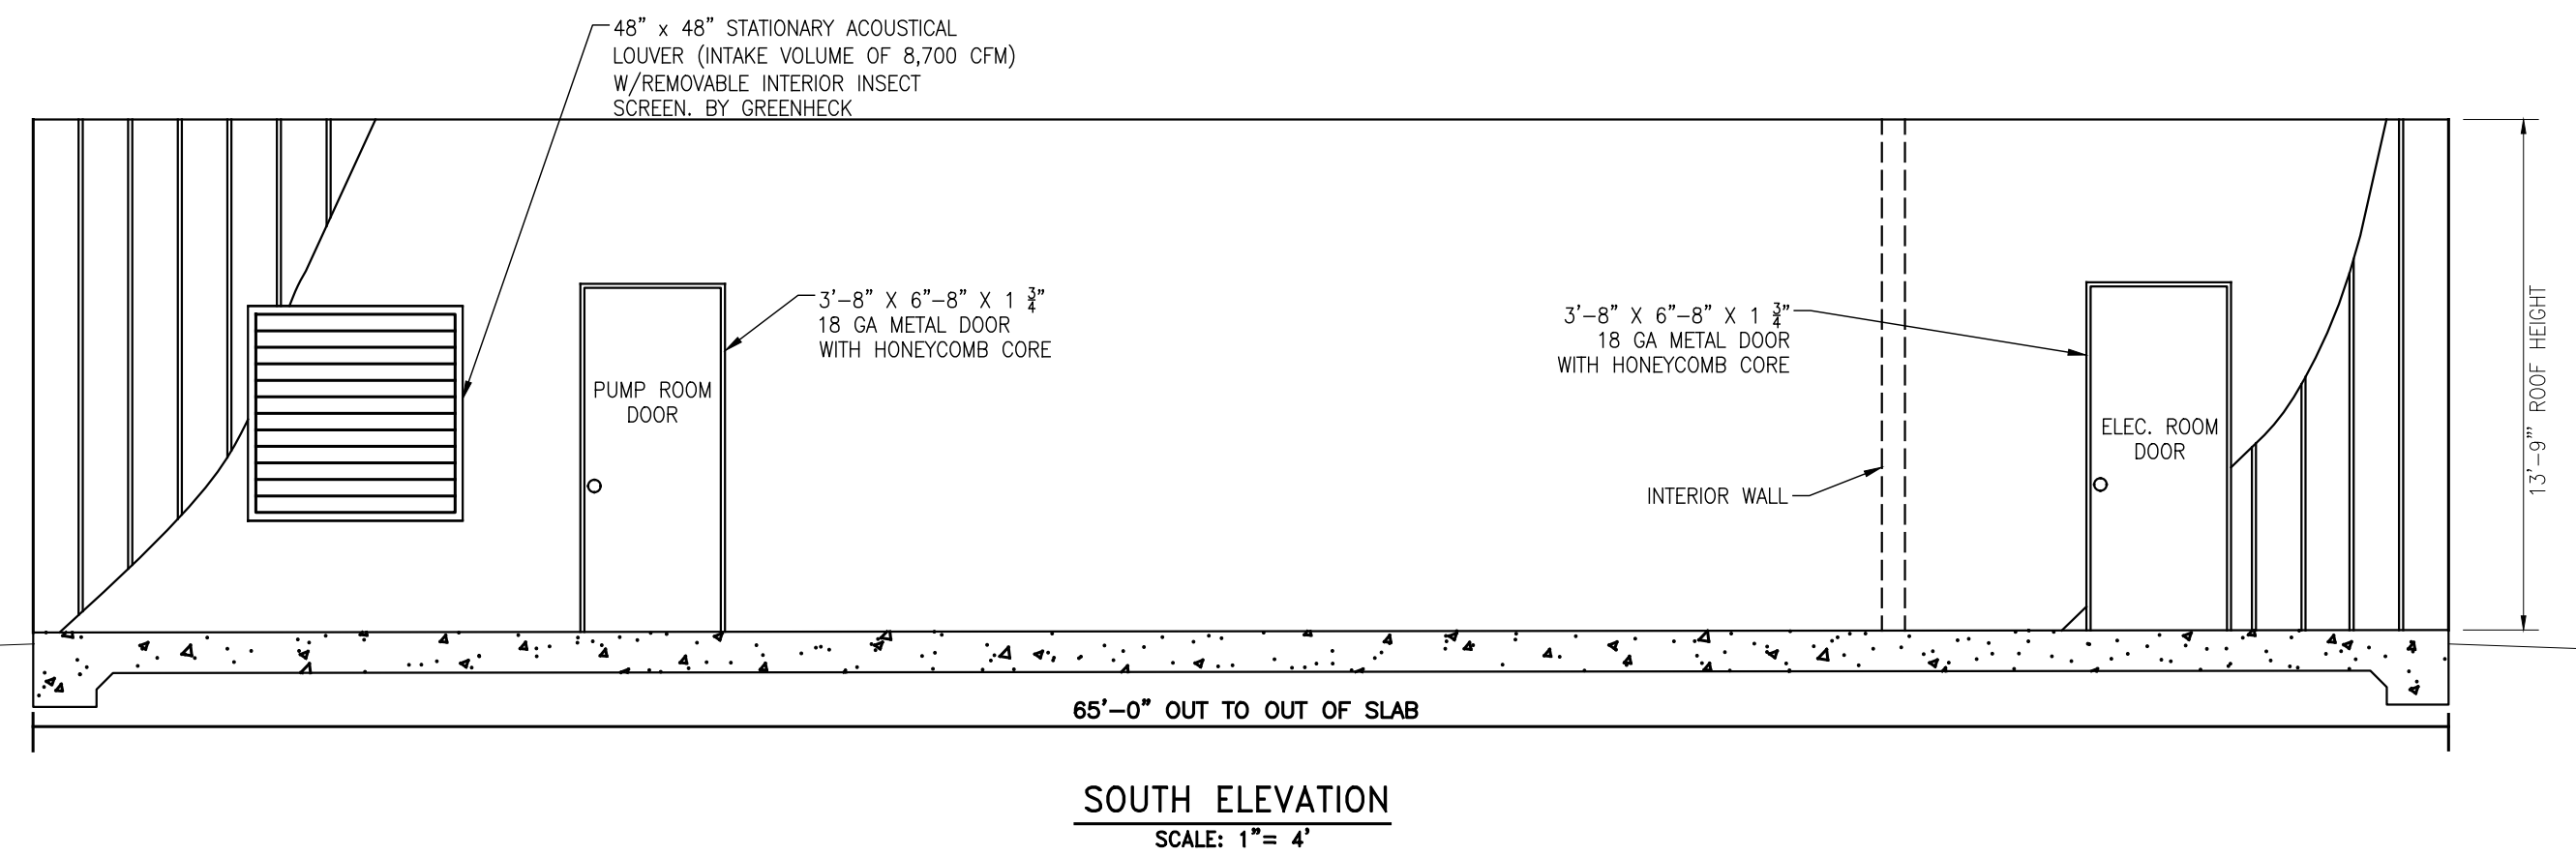 48” x 48” STATIONARY ACOUSTICAL
LOUVER (INTAKE VOLUME OF 8,700 CFM)
W/REMOVABLE INTERIOR INSECT
SCREEN. BY GREENHECK
3’-8” X 6”-8” X 1 3/4”
18 GA METAL DOOR
WITH HONEYCOMB CORE
3’-8” X 6”-8” X 1 3/4”
18 GA METAL DOOR
WITH HONEYCOMB CORE
PUMP ROOM
DOOR
ELEC. ROOM
DOOR
INTERIOR WALL
13’-9”’ ROOF HEIGHT
65’-0” OUT TO OUT OF SLAB
SOUTH ELEVATION
SCALE: 1”= 4’